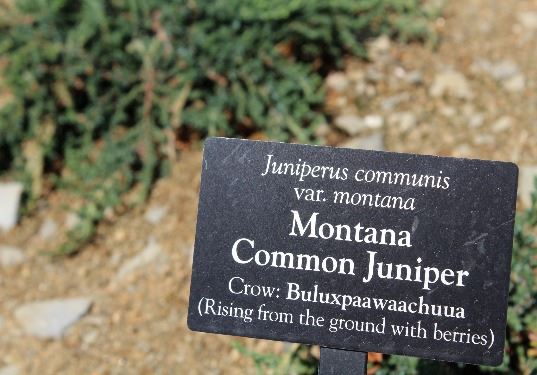 Juniperus communis
var. montana
Montana
Common Juniper
Crow: Buluxpaawaachuua
(Rising from the ground with berries)